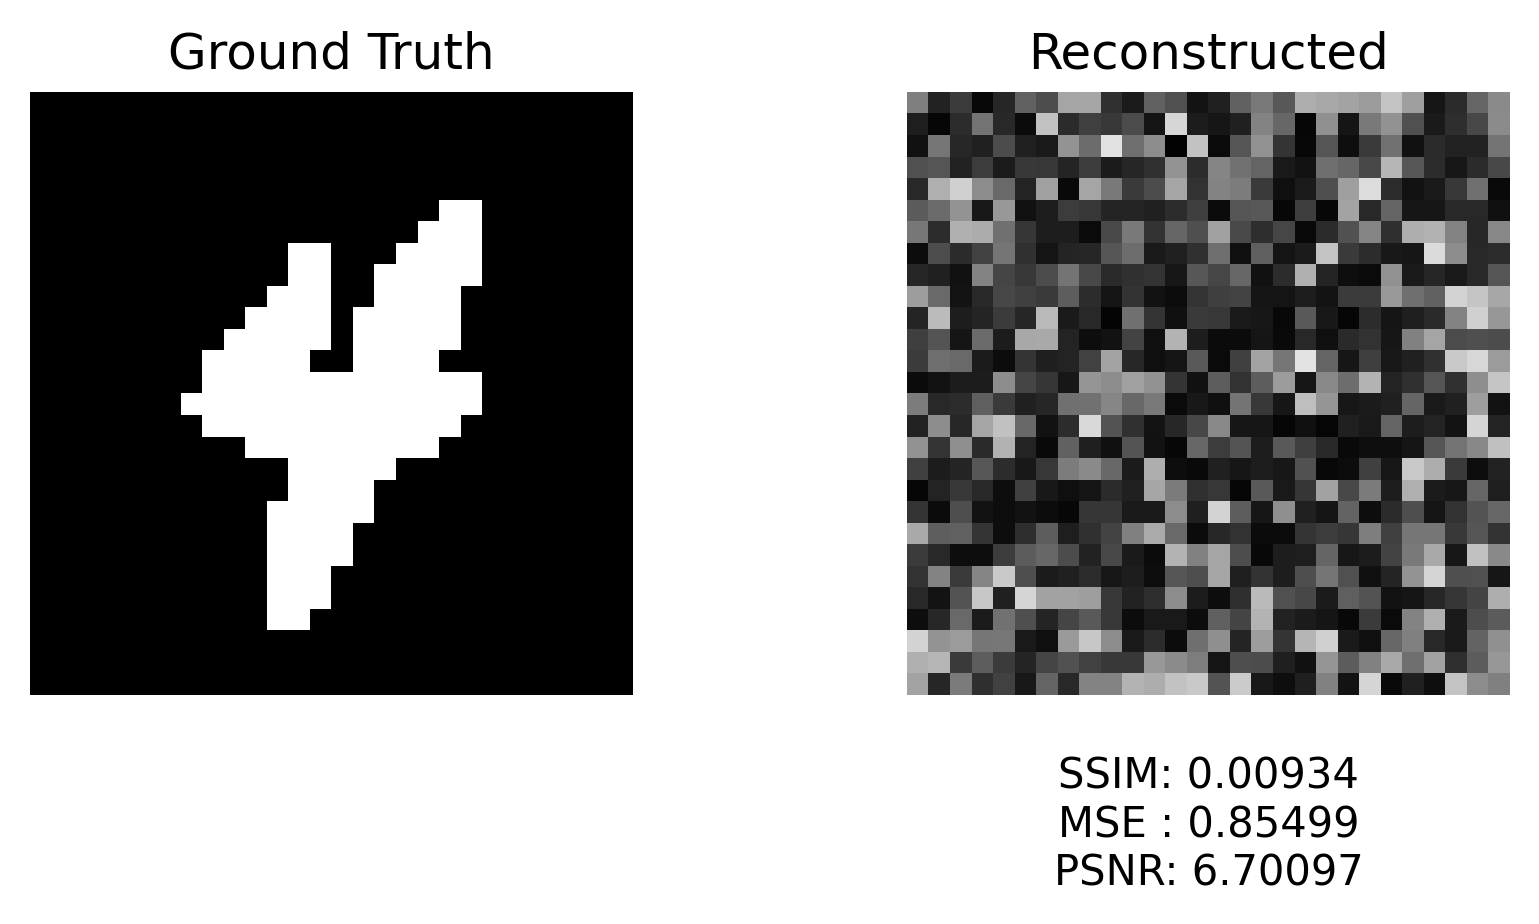 Ground Truth
Reconstructed
SSIM: 0.00934
MSE : 0.85499
PSNR: 6.70097